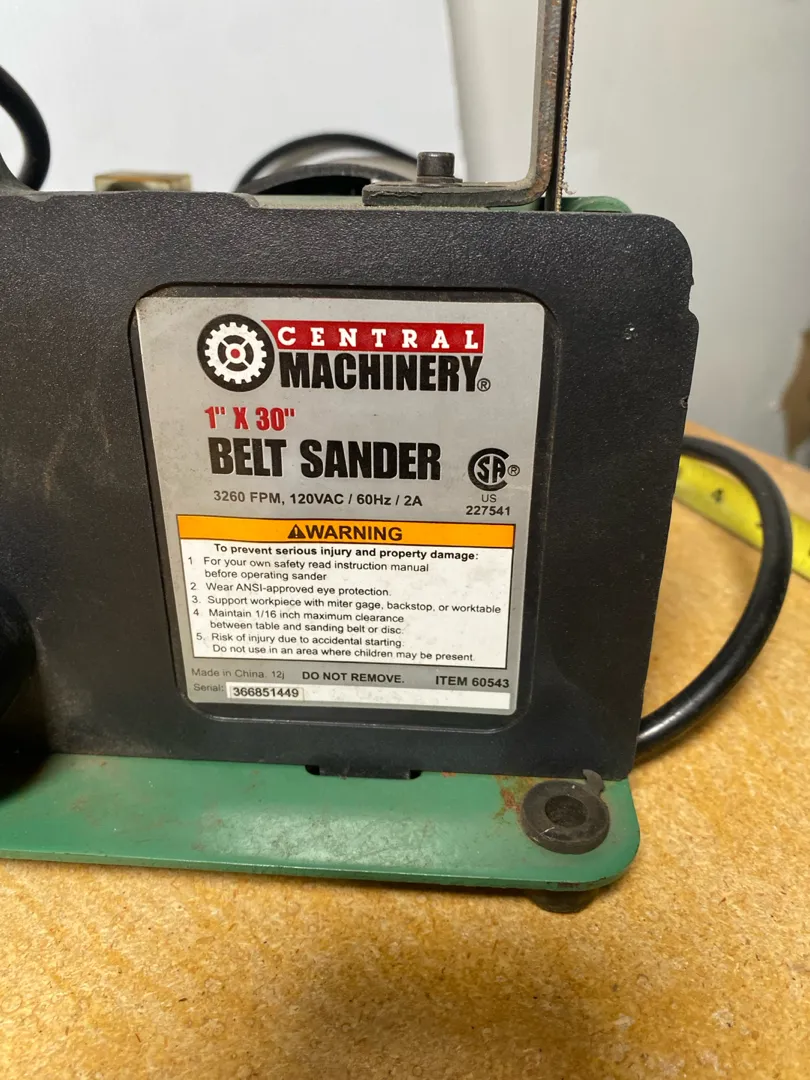 CENTRAL
MACHINERY®
1" X 30"
BELT SANDER
SA®
US
227541
3260 FPM, 120VAC / 60Hz / 2A
⚠WARNING
To prevent serious injury and property damage:
1 For your own safety read instruction manual
before operating sander
2. Wear ANSI-approved eye protection.
3. Support workpiece with miter gage, backstop, or worktable
4. Maintain 1/16 inch maximum clearance
between table and sanding belt or disc.
5. Risk of injury due to accidental starting.
Do not use in an area where children may be present.
Made in China. 12j DO NOT REMOVE. ITEM 60543
Serial: 366851449
4